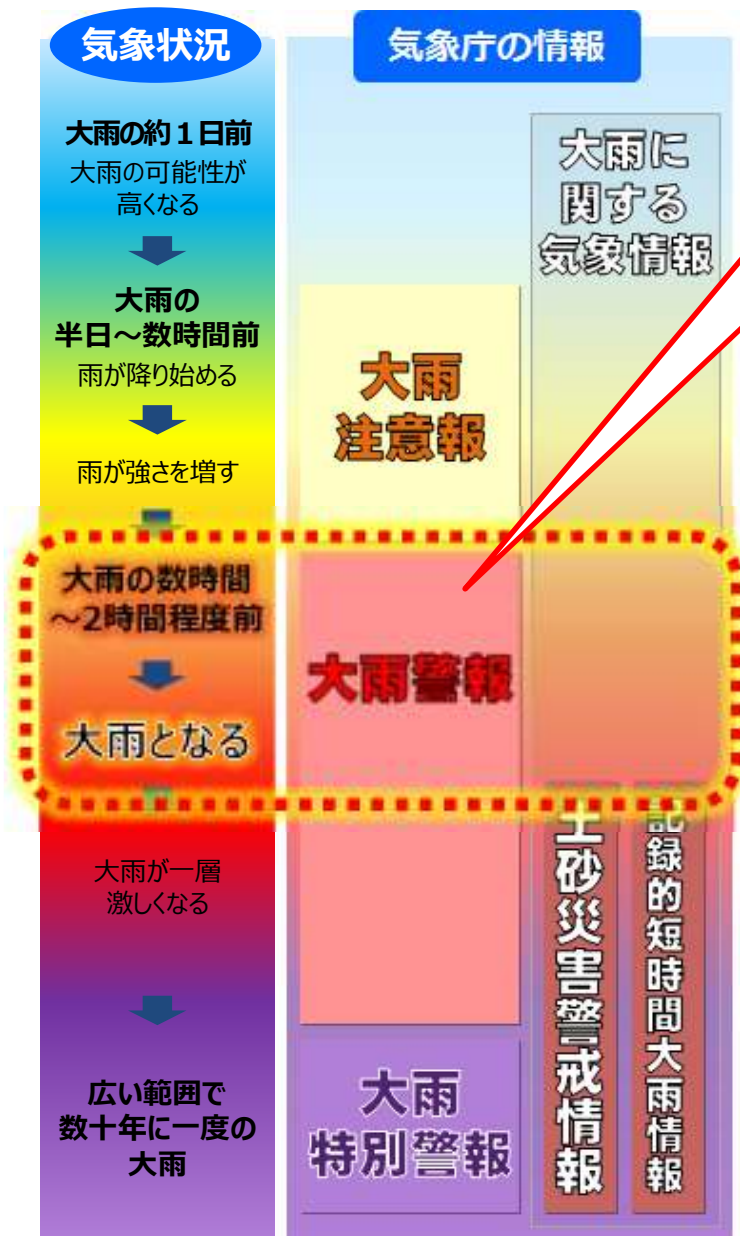 気象状況
気象庁の情報
大雨の約1日前
大雨の可能性が
高くなる
大雨の
半日～数時間前
雨が降り始める
雨が強さを増す
大雨の数時間
～2時間程度前
大雨となる
大雨が一層
激しくなる
広い範囲で
数十年に一度の
大雨
大雨
注意報
大雨警報
大雨
特別警報
大雨に
関する
気象情報
土砂災害警戒情報
記録的短時間大雨情報